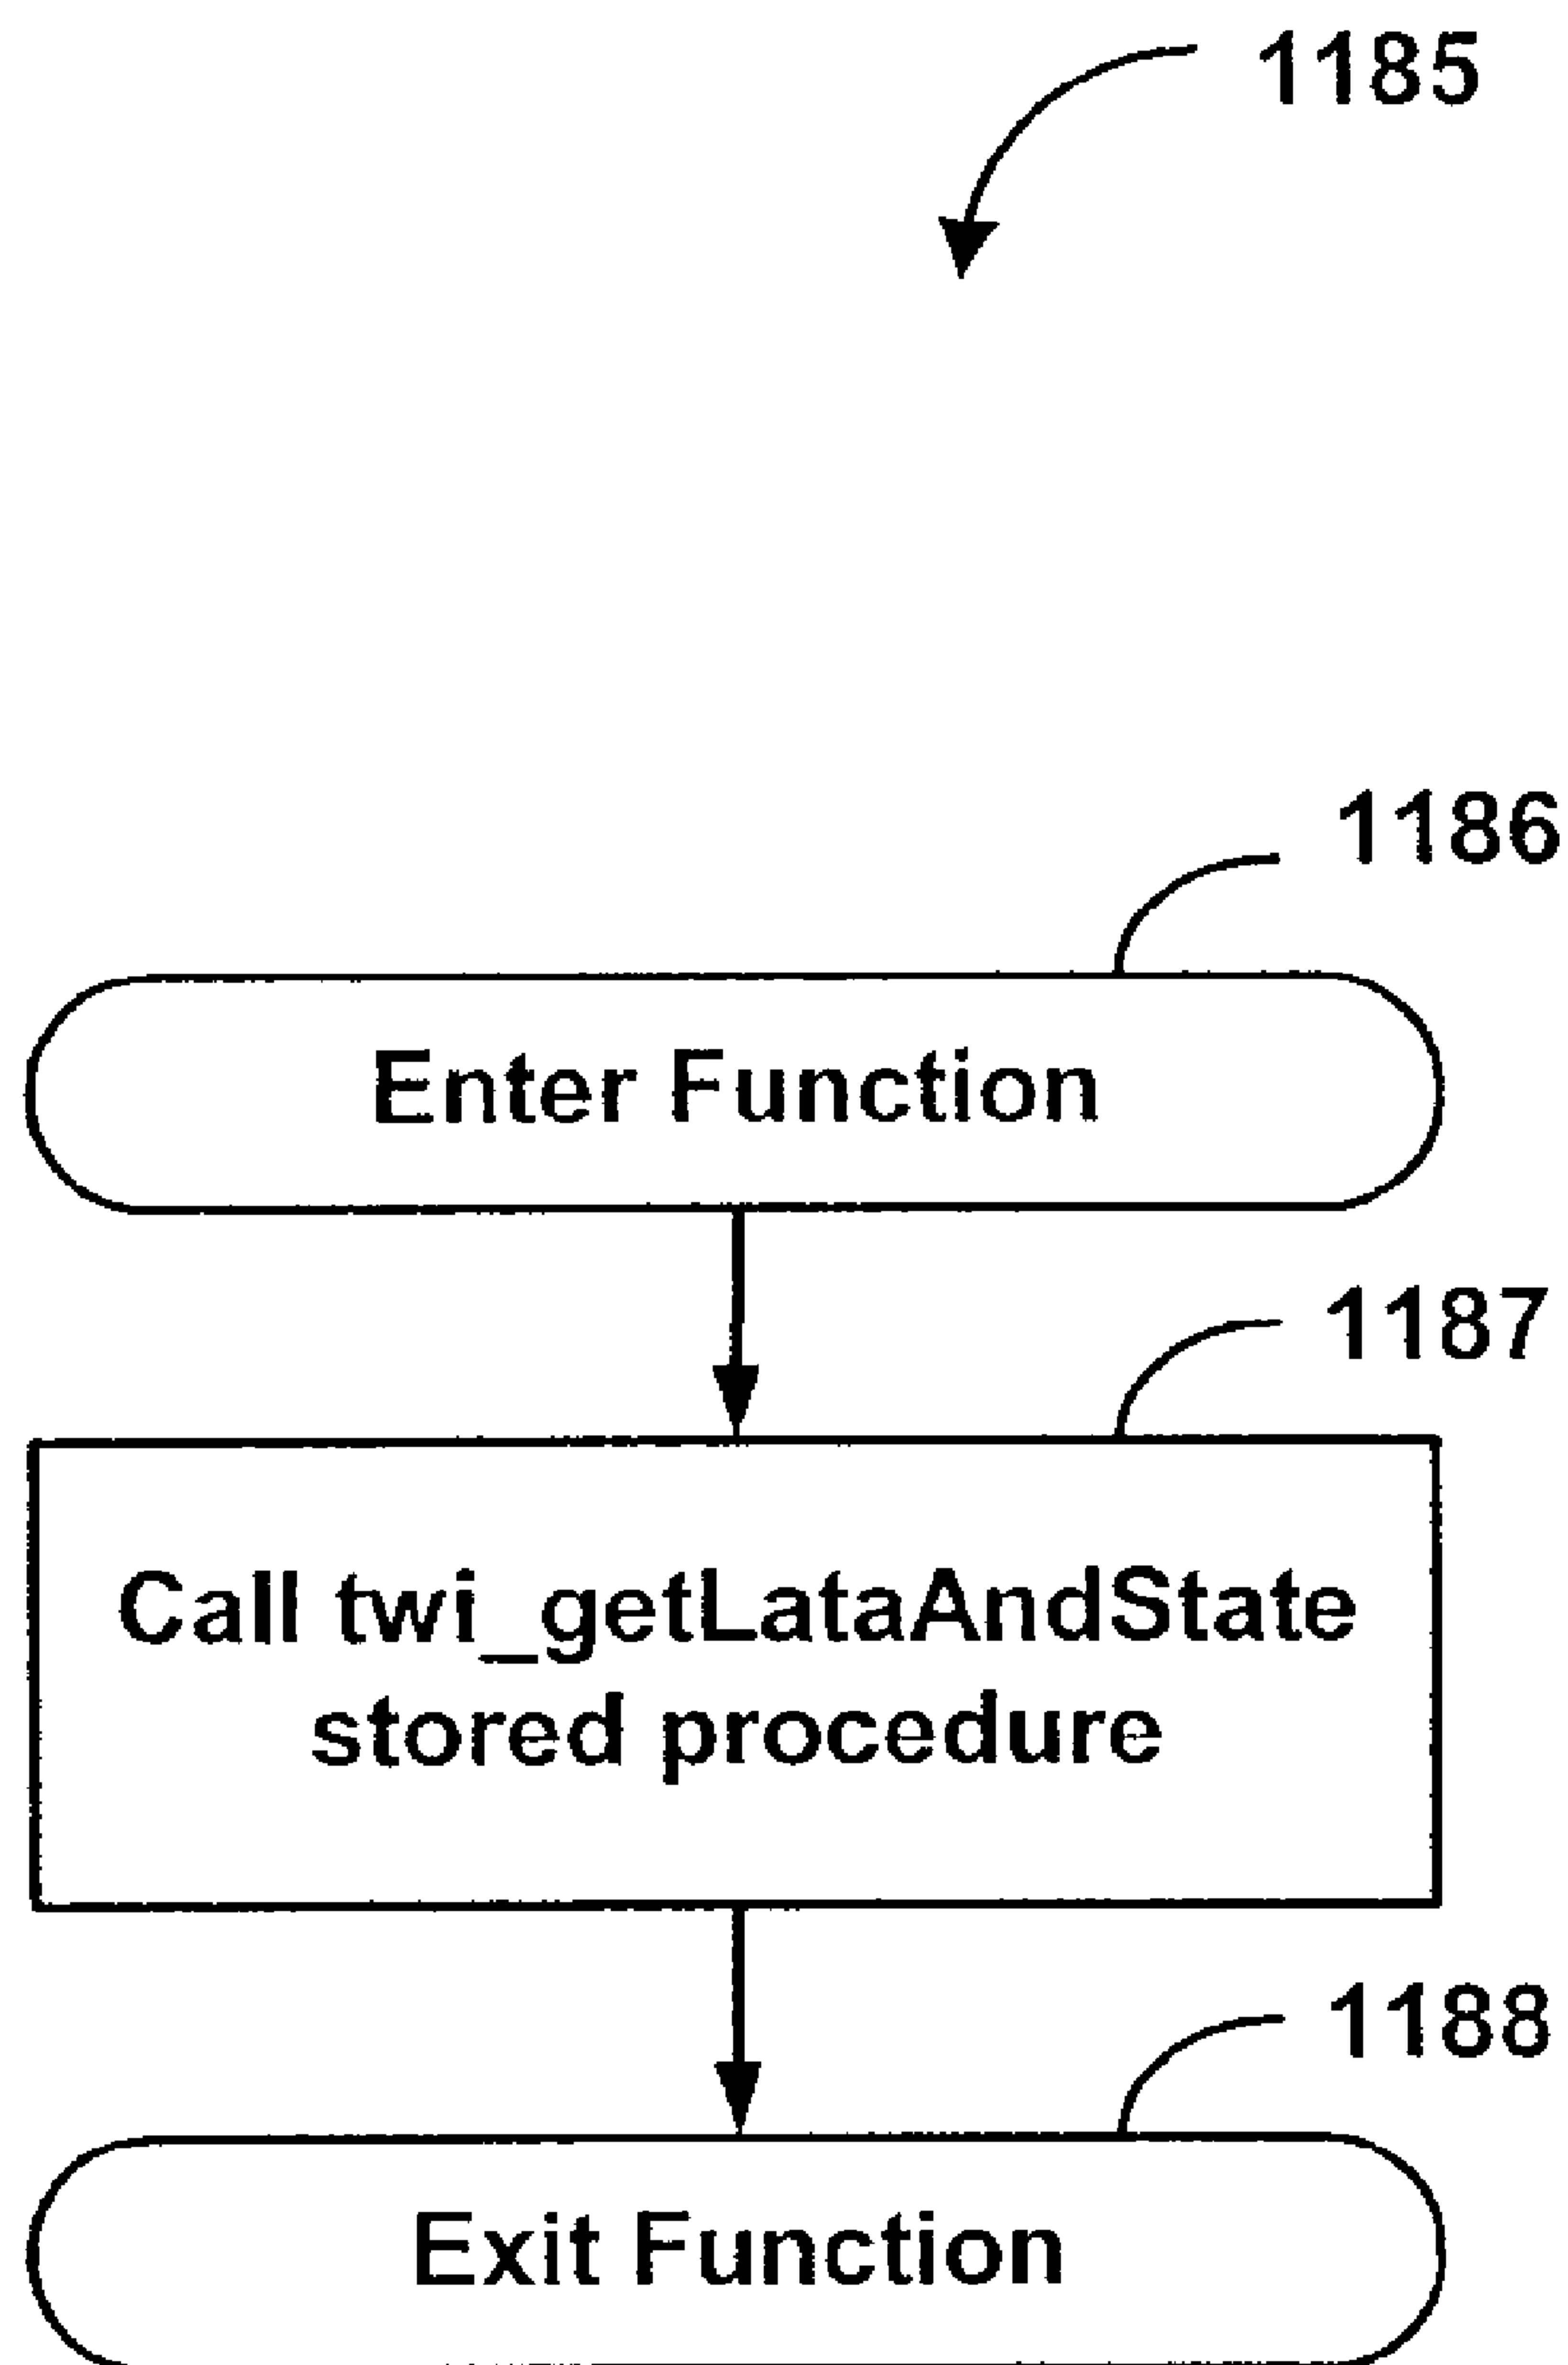 1185
1186
Enter Function
1187
Call twi_getLataAndState
stored procedure
1188
Exit Function